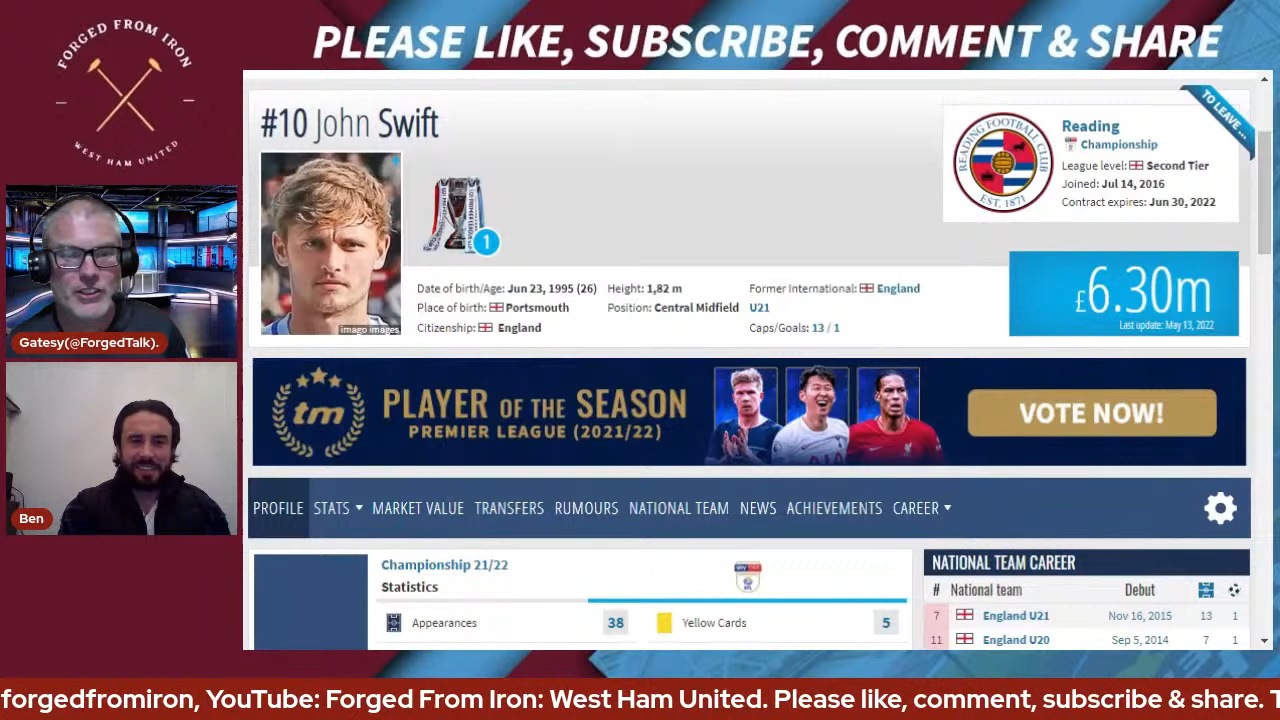 PLEASE LIKE, SUBSCRIBE, COMMENT & SHARE
FORGED FROM IRON
WEST HAM UNITED
Gatesy(@ForgedTalk).
Ben
#10 John Swift
1
imago images
Date of birth/Age: Jun 23, 1995 (26)
Place of birth: Portsmouth
Citizenship: England
Height: 1,82 m
Position: Central Midfield
Former International: England
U21
Caps/Goals: 13 / 1
TO LEAVE ...
READING FOOTBALL CLUB
EST. 1871
Reading
Championship
League level: Second Tier
Joined: Jul 14, 2016
Contract expires: Jun 30, 2022
£6.30m
Last update: May 13, 2022
tm
PLAYER OF THE SEASON
PREMIER LEAGUE (2021/22)
VOTE NOW!
PROFILE STATS MARKET VALUE TRANSFERS RUMOURS NATIONAL TEAM NEWS ACHIEVEMENTS CAREER
Championship 21/22
Statistics
Appearances 38 Yellow Cards 5
NATIONAL TEAM CAREER
# National team Debut
7 England U21 Nov 16, 2015 13 1
11 England U20 Sep 5, 2014 7 1
forgedfromiron, YouTube: Forged From Iron: West Ham United. Please like, comment, subscribe & share. T